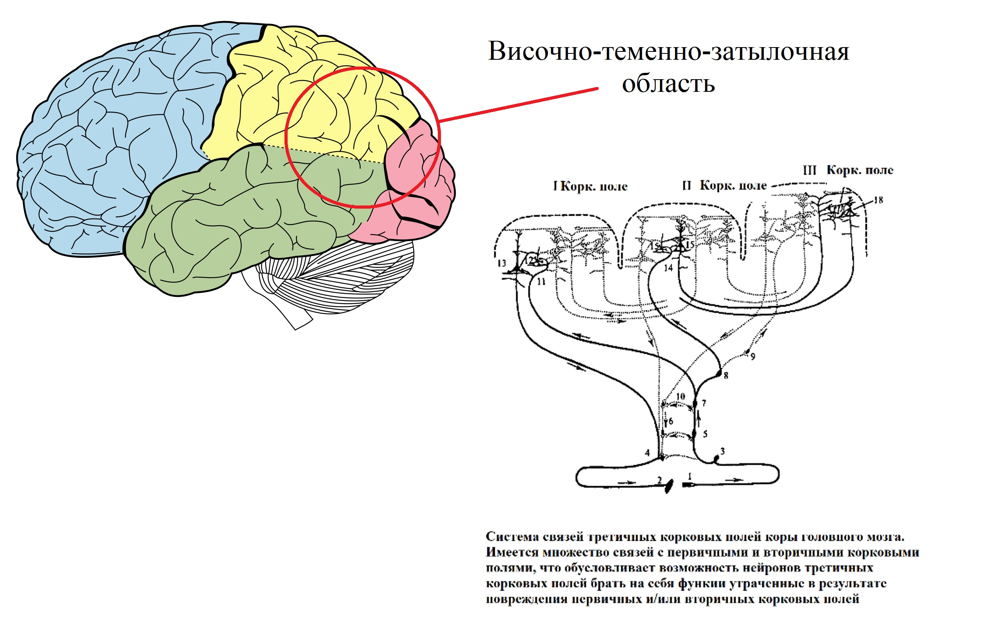 Височно-теменно-затылочная
область
I Корк. поле
II Корк. поле
III Корк. поле
18
15
15
13
12
14
11
9
8
10
7
6
5
4
3
2
1
Система связей третичных корковых полей коры головного мозга.
Имеется множество связей с первичными и вторичными корковыми
полями, что обусловливает возможность нейронов третичных
корковых полей брать на себя функии утраченные в результате
повреждения первичных и/или вторичных корковых полей